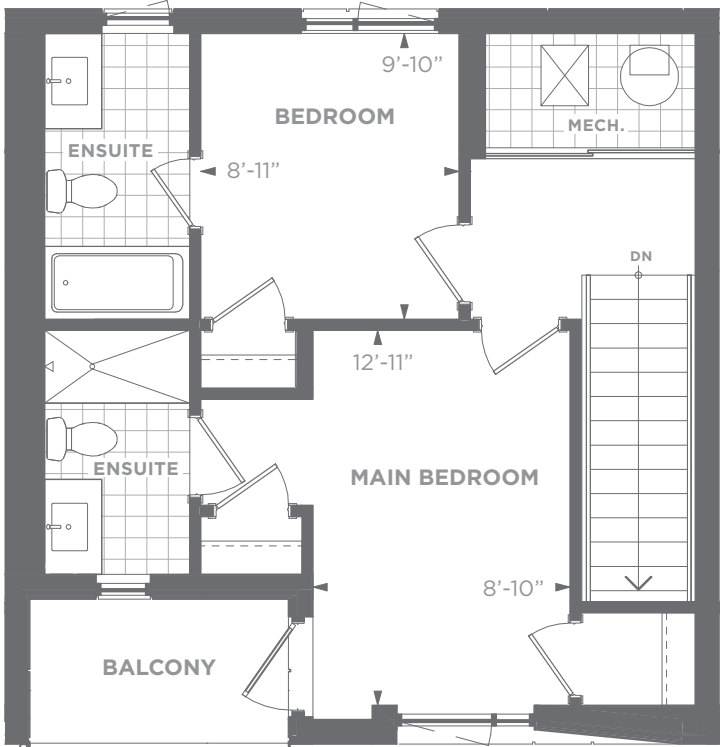 9’-10”
BEDROOM
MECH.
ENSUITE
8’-11”
DN
12’-11”
ENSUITE
MAIN BEDROOM
8’-10”
BALCONY